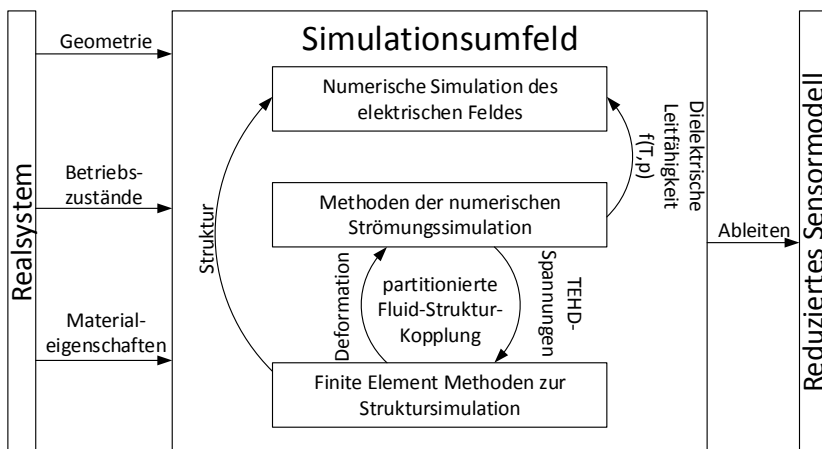 Realsystem
Geometrie
Betriebs-
zustände
Material-
eigenschaften
Simulationsumfeld
Numerische Simulation des
elektrischen Feldes
Dielektrische
Leitfähigkeit
f(T,p)
Methoden der numerischen
Strömungssimulation
Struktur
Deformation
partitionierte
Fluid-Struktur-
Kopplung
TEHD-
Spannungen
Finite Element Methoden zur
Struktursimulation
Ableiten
Reduziertes Sensormodell